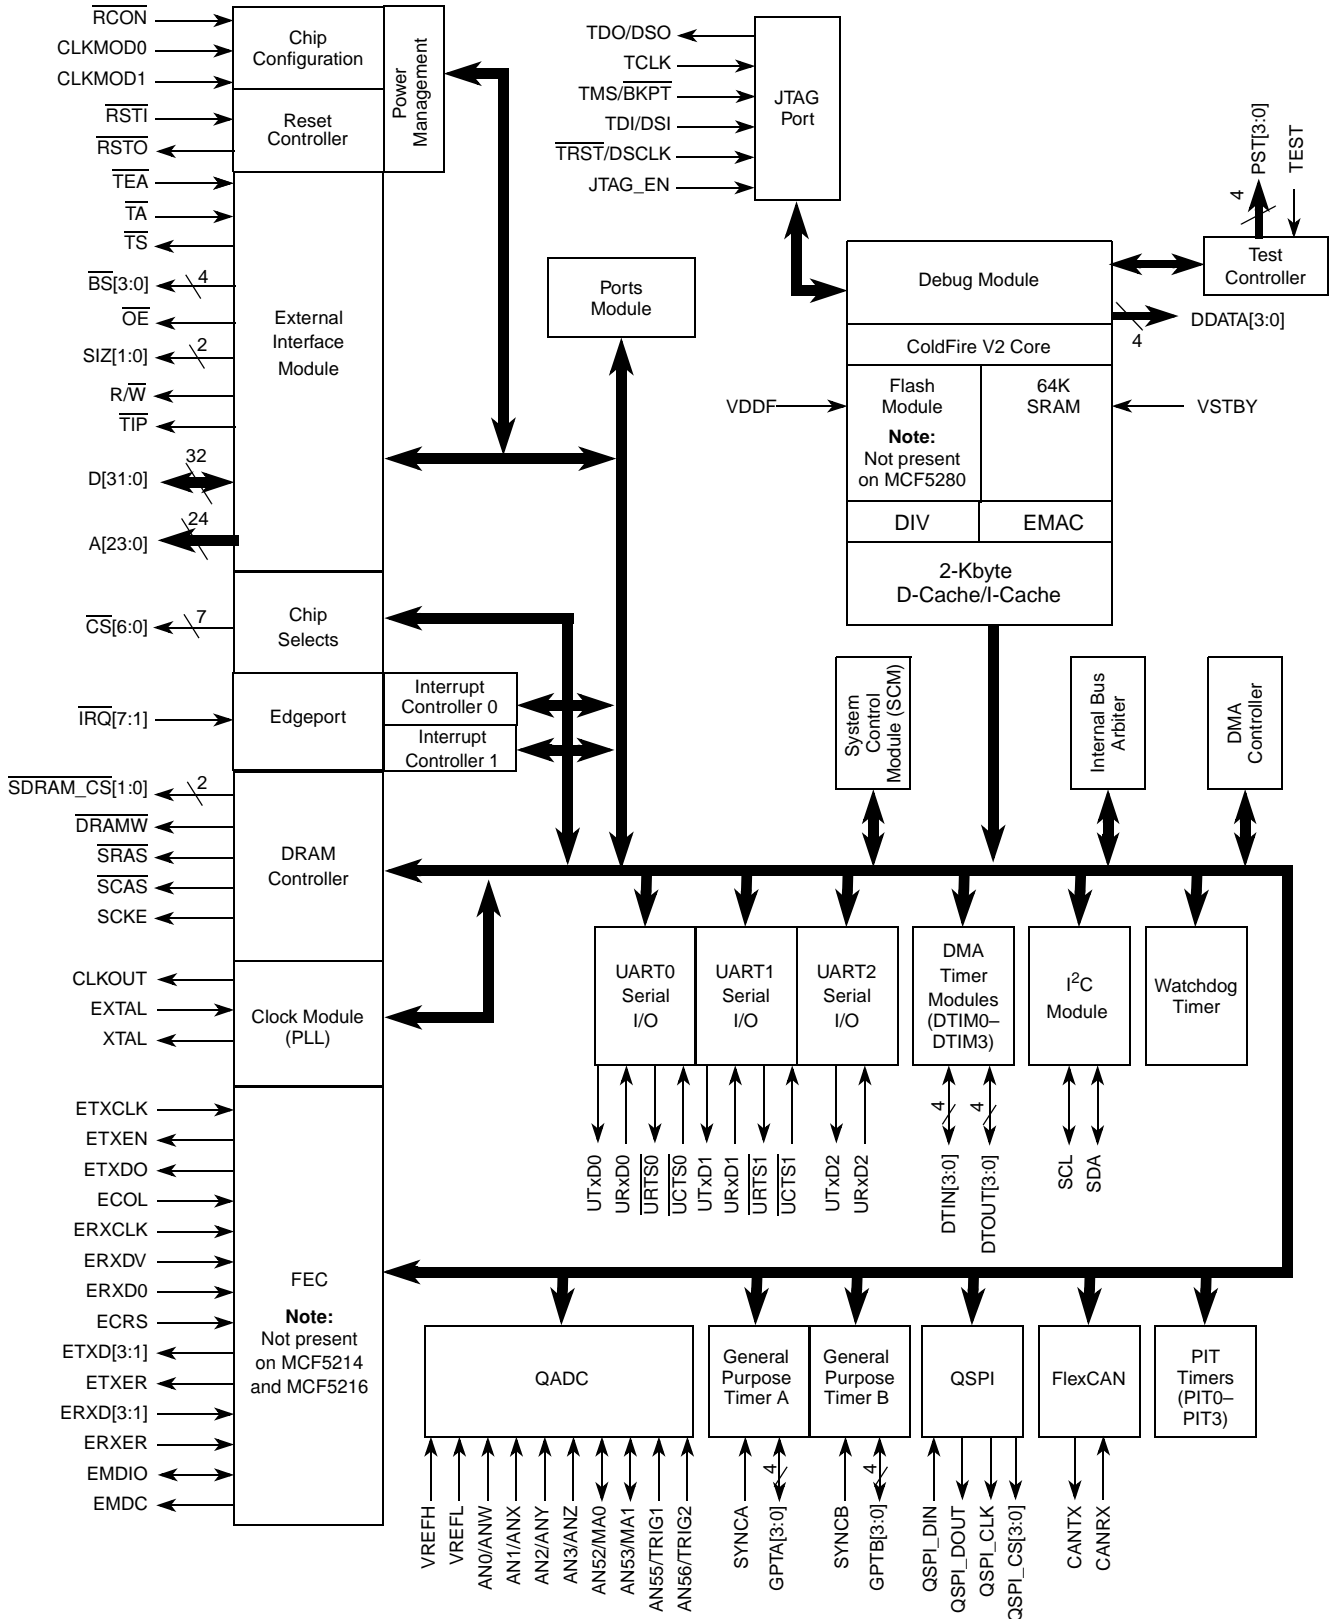 RCON
CLKMOD0
CLKMOD1
RSTI
RSTO
TEA
TA
TS
BS[3:0]
4
OE
SIZ[1:0]
2
R/W
TIP
D[31:0]
32
A[23:0]
24
CS[6:0]
7
IRQ[7:1]
SDRAM_CS[1:0]
2
DRAMW
SRAS
SCAS
SCKE
CLKOUT
EXTAL
XTAL
ETXCLK
ETXEN
ETXDO
ECOL
ERXCLK
ERXDV
ERXD0
ECRS
ETXD[3:1]
ETXER
ERXD[3:1]
ERXER
EMDIO
EMDC
Chip
Configuration
Reset
Controller
Power
Management
External
Interface
Module
Chip
Selects
Edgeport
Interrupt
Controller 0
Interrupt
Controller 1
DRAM
Controller
Clock Module
(PLL)
FEC
Note:
Not present
on MCF5214
and MCF5216
TDO/DSO
TCLK
TMS/BKPT
TDI/DSI
TRST/DSCLK
JTAG_EN
JTAG
Port
Ports
Module
PST[3:0]
4
TEST
Test
Controller
Debug Module
DDATA[3:0]
4
ColdFire V2 Core
VDDF
Flash
Module
Note:
Not present
on MCF5280
64K
SRAM
VSTBY
DIV
EMAC
2-Kbyte
D-Cache/I-Cache
System
Control
Module (SCM)
Internal Bus
Arbiter
DMA
Controller
UART0
Serial
I/O
UART1
Serial
I/O
UART2
Serial
I/O
DMA
Timer
Modules
(DTIM0–
DTIM3)
I2C
Module
Watchdog
Timer
UTxD0
URxD0
URTS0
UCTS0
UTxD1
URxD1
URTS1
UCTS1
UTxD2
URxD2
4
DTIN[3:0]
4
DTOUT[3:0]
SCL
SDA
QADC
General
Purpose
Timer A
General
Purpose
Timer B
QSPI
FlexCAN
PIT
Timers
(PIT0–
PIT3)
VREFH
VREFL
AN0/ANW
AN1/ANX
AN2/ANY
AN3/ANZ
AN52/MA0
AN53/MA1
AN55/TRIG1
AN56/TRIG2
SYNCA
4
GPTA[3:0]
SYNCB
4
GPTB[3:0]
QSPI_DIN
QSPI_DOUT
QSPI_CLK
QSPI_CS[3:0]
CANTX
CANRX